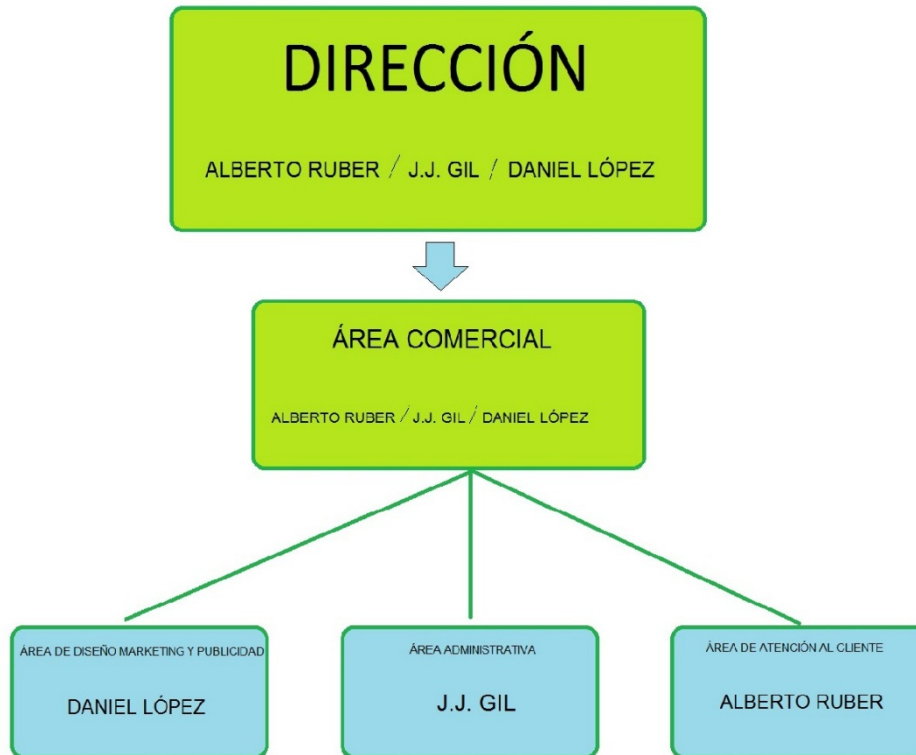 DIRECCIÓN
ALBERTO RUBER / J.J. GIL / DANIEL LÓPEZ
ÁREA COMERCIAL
ALBERTO RUBER / J.J. GIL / DANIEL LÓPEZ
ÁREA DE DISEÑO MARKETING Y PUBLICIDAD
DANIEL LÓPEZ
ÁREA ADMINISTRATIVA
J.J. GIL
ÁREA DE ATENCIÓN AL CLIENTE
ALBERTO RUBER